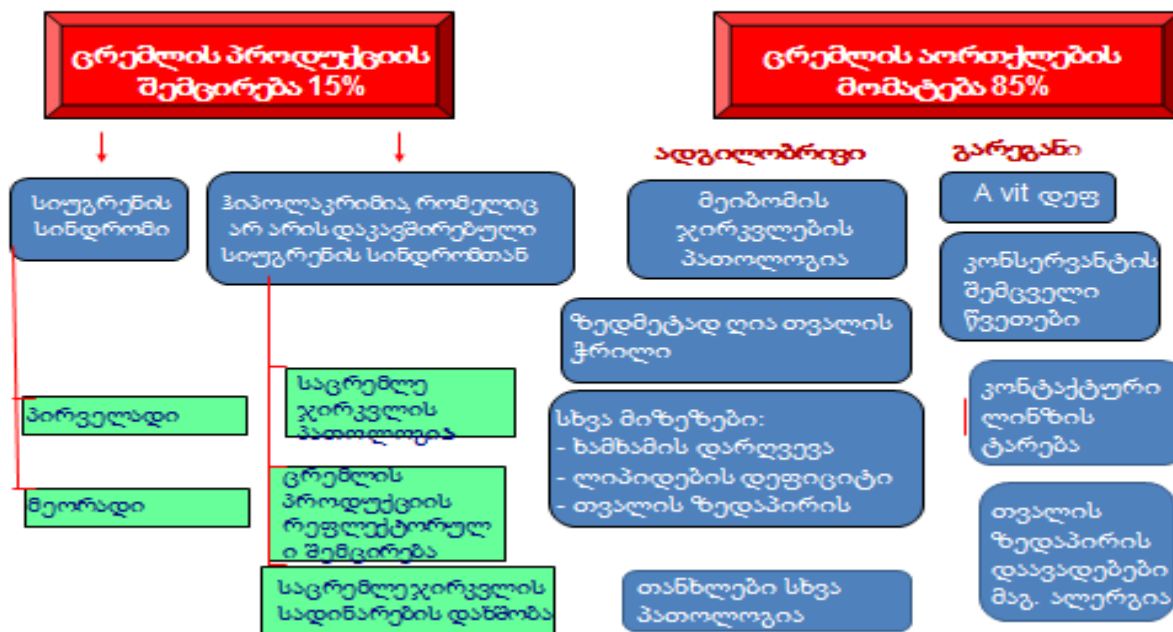 ცრემლის პროდუქციის
შემცირება 15%
ცრემლის აორთქლების
მომატება 85%
სიუგრენის
სინდრომი
ჰიპოლაკრიმია, რომელიც
არ არის დაკავშირებული
სიუგრენის სინდრომთან
პირველადი
მეორადი
საცრემლე
ჯირკვლის
პათოლოგია
ცრემლის
პროდუქციის
რეფლექტორულ
ი შემცირება
საცრემლეჯირკვლის
სადინარების დახშობა
ადგილობრივი
მეიბომის
ჯირკვლების
პათოლოგია
ზედმეტად ღია თვალის
ჭრილი
სხვა მიზეზები:
- ხამხამის დარღვევა
- ლიპიდების დეფიციტი
- თვალის ზედაპირის
თანხლები სხვა
პათოლოგია
გარეგანი
A vit დეფ
კონსერვანტის
შემცველი
წვეთები
კონტაქტური
ლინზის
ტარება
თვალის
ზედაპირის
დაავადებები
მაგ. ალერგია